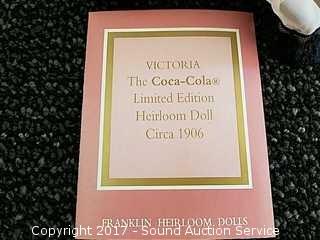 VICTORIA
The Coca-Cola®
Limited Edition
Heirloom Doll
Circa 1906
FRANKLIN HEIRLOOM DOLLS
Copyright 2017 - Sound Auction Service